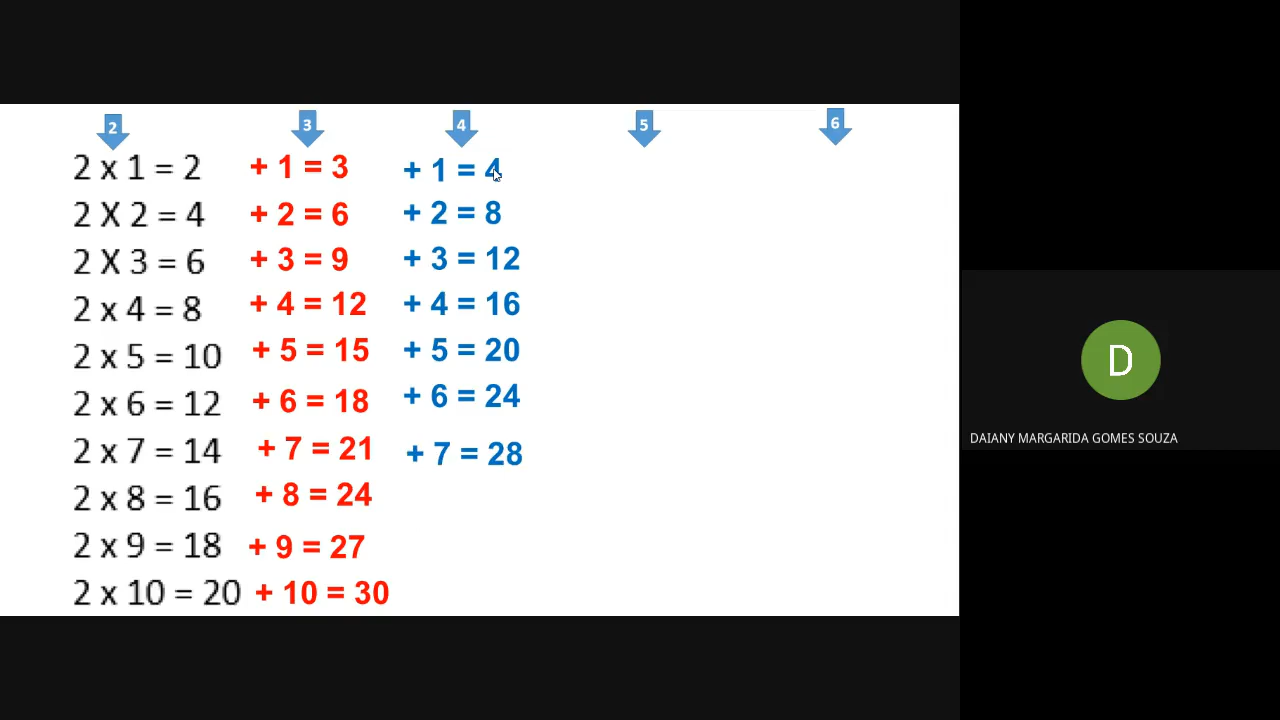 2 3 4 5 6
2 x 1 = 2 + 1 = 3 + 1 = 4
2 X 2 = 4 + 2 = 6 + 2 = 8
2 X 3 = 6 + 3 = 9 + 3 = 12
2 x 4 = 8 + 4 = 12 + 4 = 16
2 x 5 = 10 + 5 = 15 + 5 = 20
2 x 6 = 12 + 6 = 18 + 6 = 24
2 x 7 = 14 + 7 = 21 + 7 = 28
2 x 8 = 16 + 8 = 24
2 x 9 = 18 + 9 = 27
2 x 10 = 20 + 10 = 30
D
DAIANY MARGARIDA GOMES SOUZA